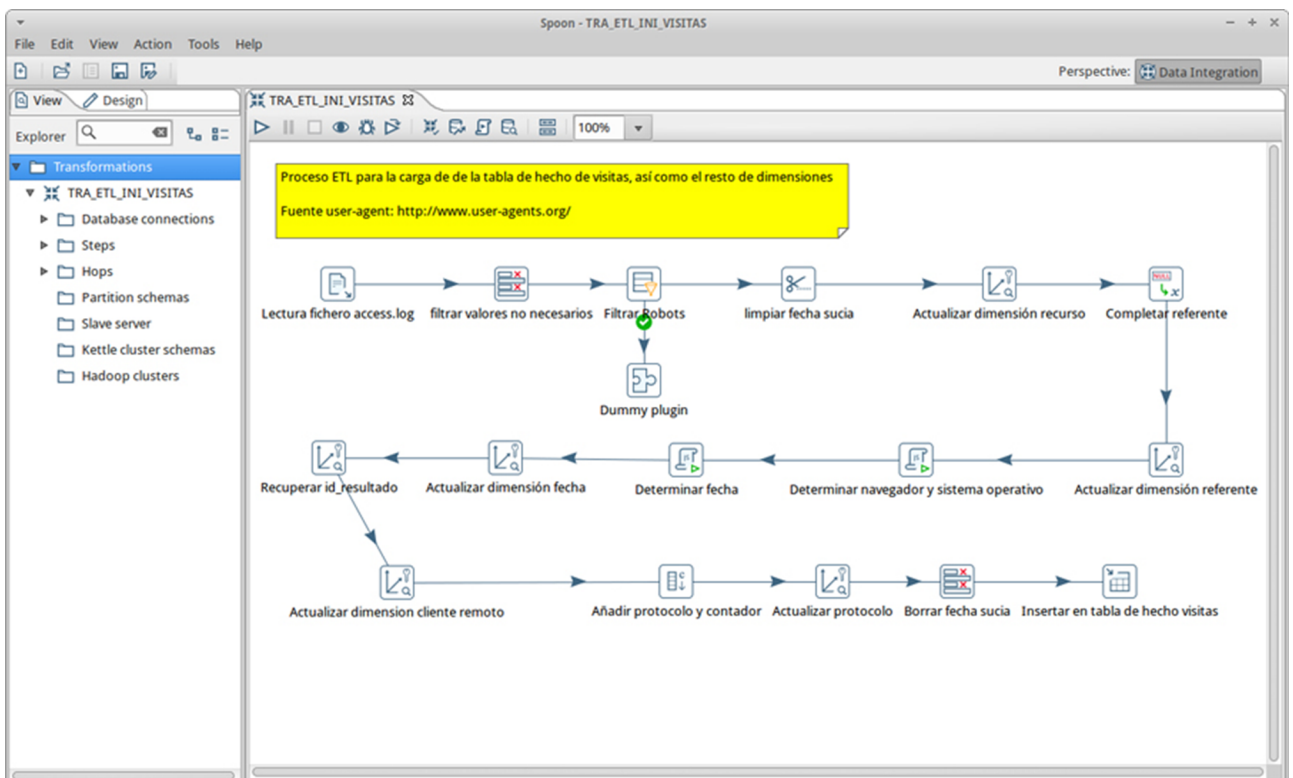 Spoon - TRA_ETL_INI_VISITAS
File Edit View Action Tools Help
Perspective: Data Integration
View Design
TRA_ETL_INI_VISITAS
Explorer
100%
Transformations
TRA_ETL_INI_VISITAS
Database connections
Steps
Hops
Partition schemas
Slave server
Kettle cluster schemas
Hadoop clusters
Proceso ETL para la carga de de la tabla de hecho de visitas, así como el resto de dimensiones
Fuente user-agent: http://www.user-agents.org/
Lectura fichero access.log filtrar valores no necesarios Filtrar Robots limpiar fecha sucia Actualizar dimensión recurso Completar referente
Dummy plugin
Recuperar id_resultado Actualizar dimensión fecha Determinar fecha Determinar navegador y sistema operativo Actualizar dimensión referente
Actualizar dimension cliente remoto Añadir protocolo y contador Actualizar protocolo Borrar fecha sucia Insertar en tabla de hecho visitas